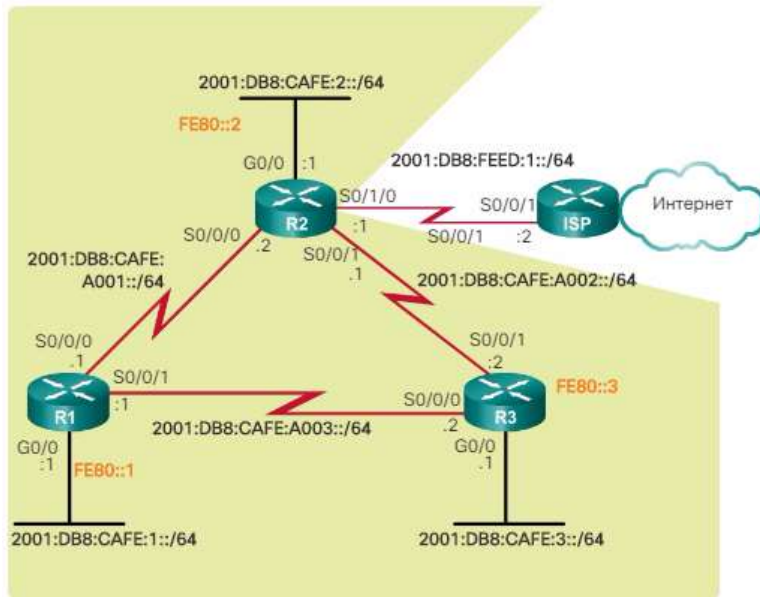 2001:DB8:CAFE:2::/64
FE80::2
G0/0 :1
2001:DB8:FEED:1::/64
S0/1/0
S0/0/1
Интернет
R2
ISP
S0/0/0
.2
:1
S0/0/1
:2
S0/0/1
.1
2001:DB8:CAFE:
A001::/64
2001:DB8:CAFE:A002::/64
S0/0/0
.1
S0/0/1
:2
S0/0/1
:1
R1
S0/0/0
.2
R3
FE80::3
2001:DB8:CAFE:A003::/64
G0/0
:1
FE80::1
G0/0
.1
2001:DB8:CAFE:1::/64
2001:DB8:CAFE:3::/64